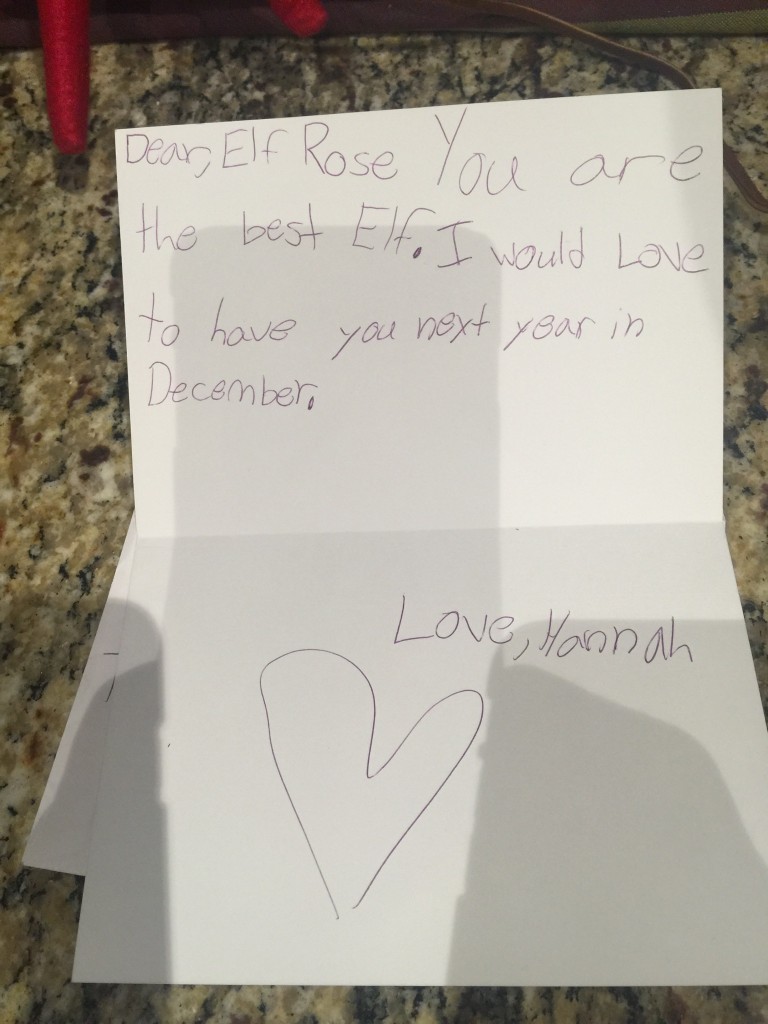 Dear, Elf Rose You are
the best Elf. I would Love
to have you next year in
December.
Love, Hannah